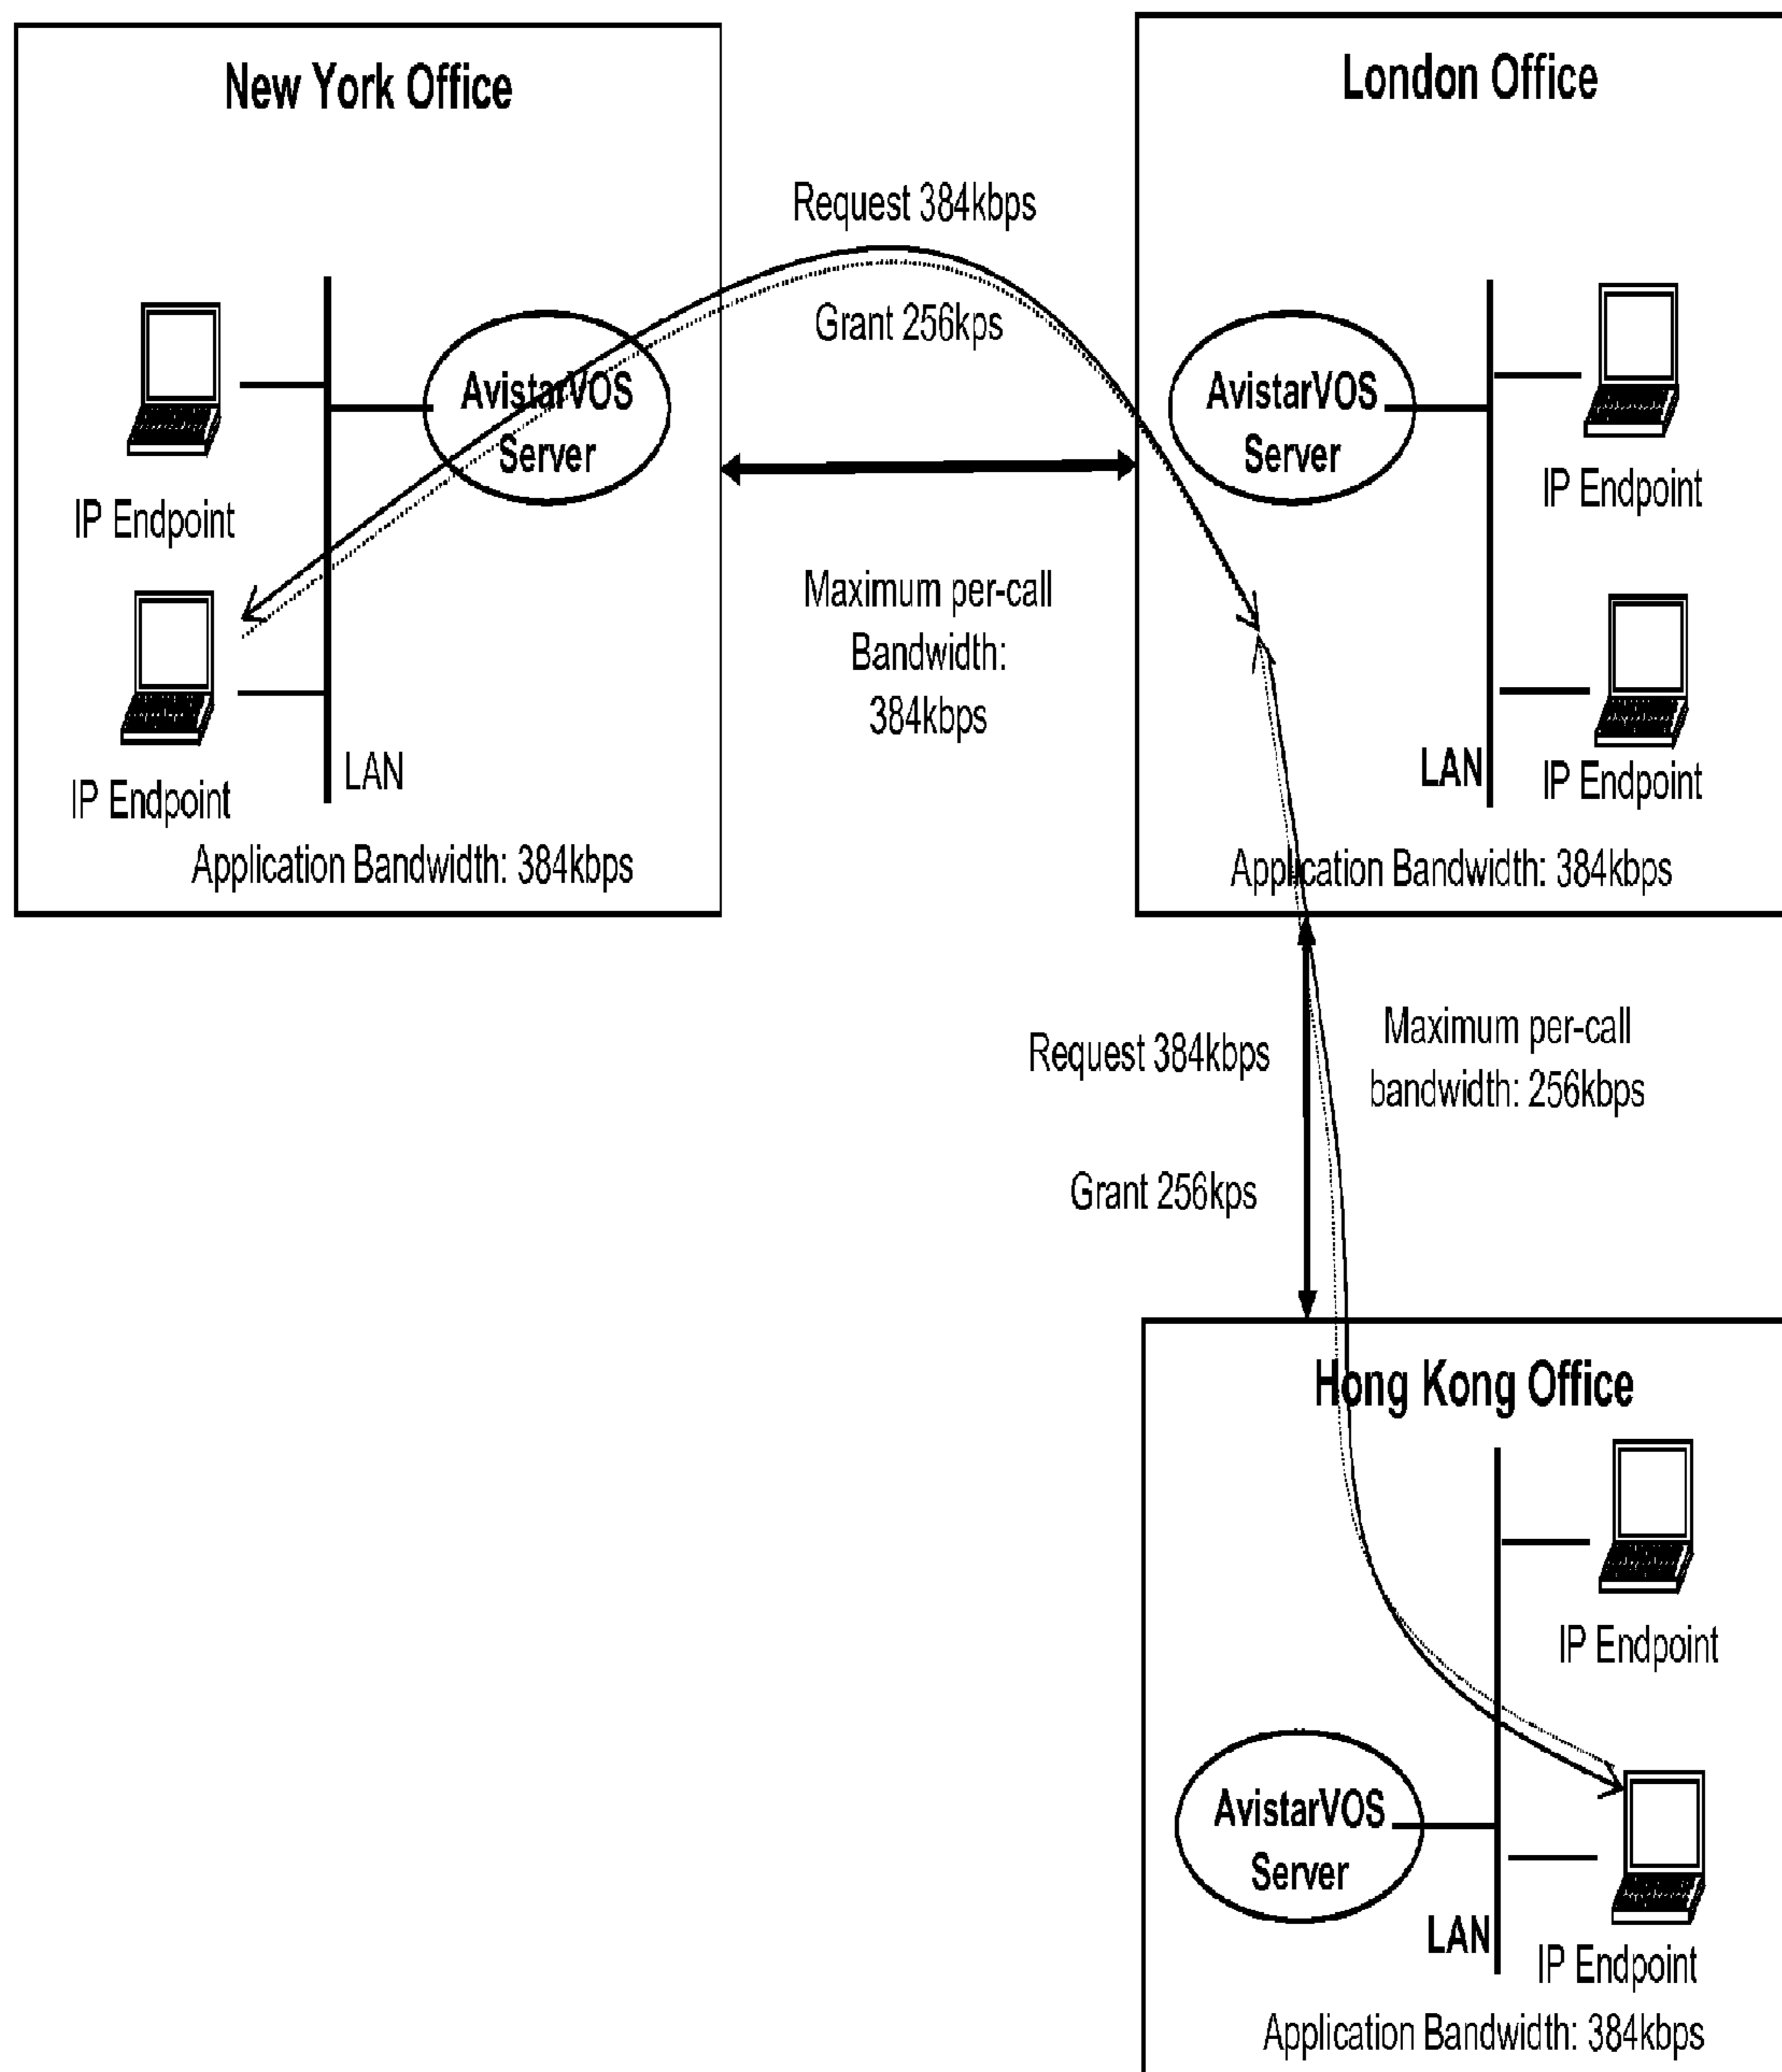 New York Office
AvistarVOS
Server
IP Endpoint
IP Endpoint
LAN
Application Bandwidth: 384kbps
Request 384kbps
Grant 256kps
Maximum per-call
Bandwidth:
384kbps
London Office
AvistarVOS
Server
IP Endpoint
LAN
IP Endpoint
Application Bandwidth: 384kbps
Request 384kbps
Grant 256kps
Maximum per-call
bandwidth: 256kbps
Hong Kong Office
IP Endpoint
AvistarVOS
Server
LAN
IP Endpoint
Application Bandwidth: 384kbps